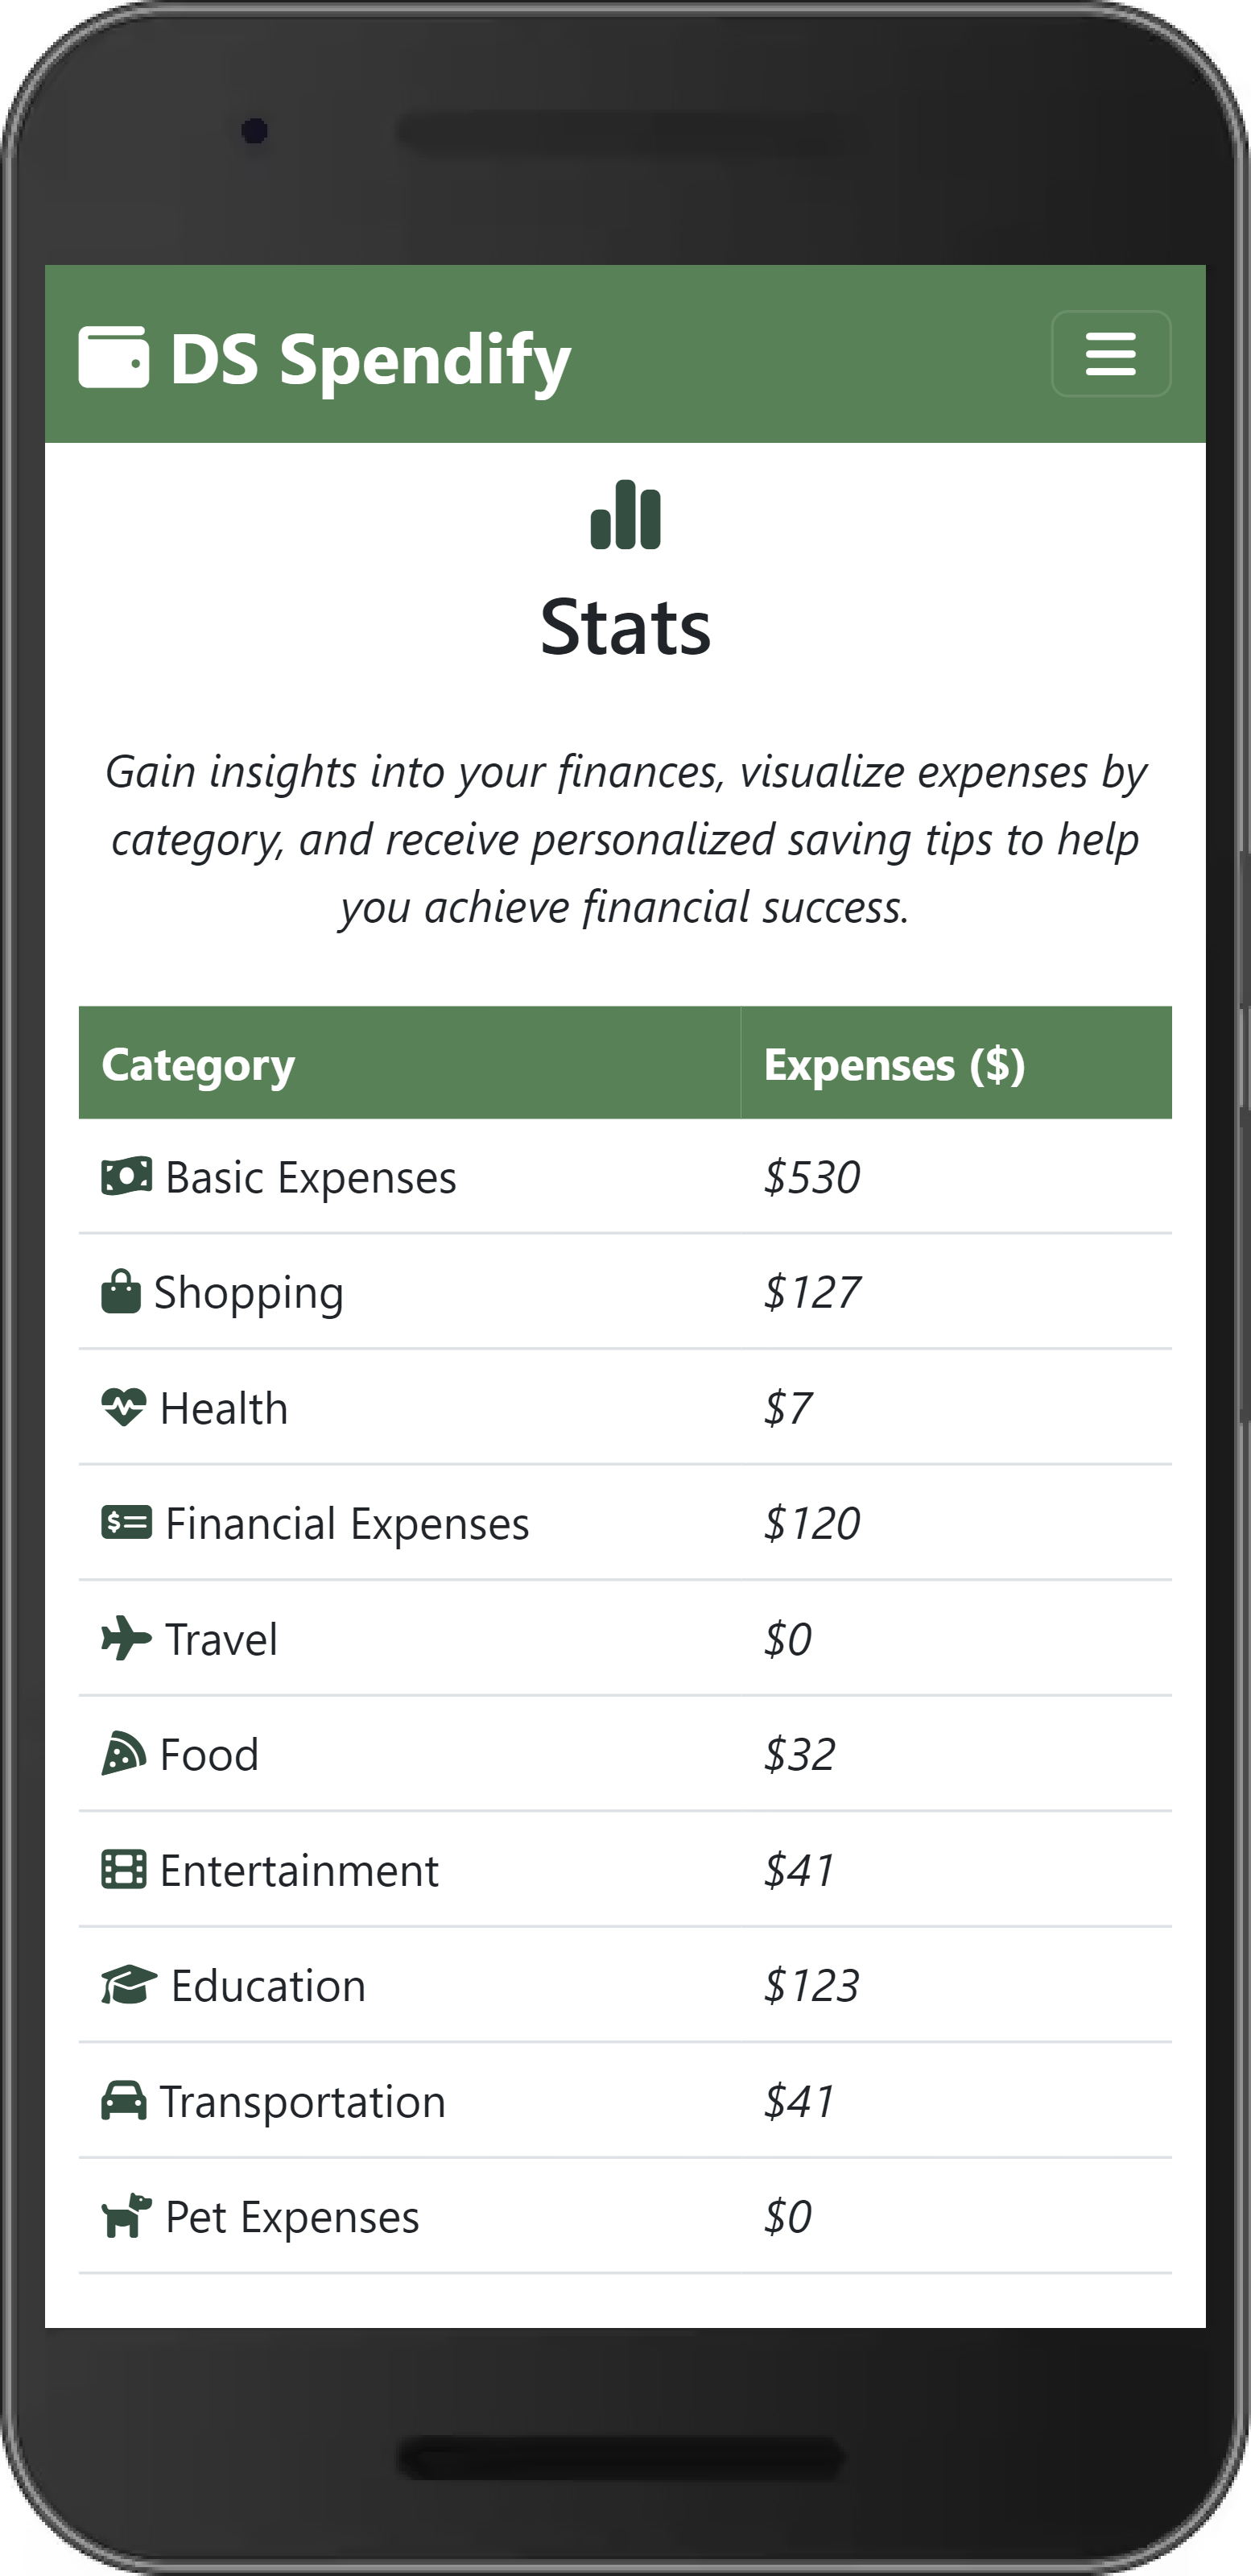 DS Spendify
Stats
Gain insights into your finances, visualize expenses by
category, and receive personalized saving tips to help
you achieve financial success.
Category Expenses ($)
Basic Expenses $530
Shopping $127
Health $7
Financial Expenses $120
Travel $0
Food $32
Entertainment $41
Education $123
Transportation $41
Pet Expenses $0